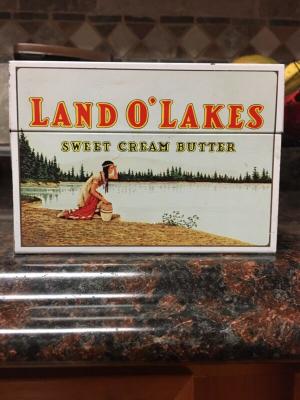 LAND O'LAKES
SWEET CREAM BUTTER